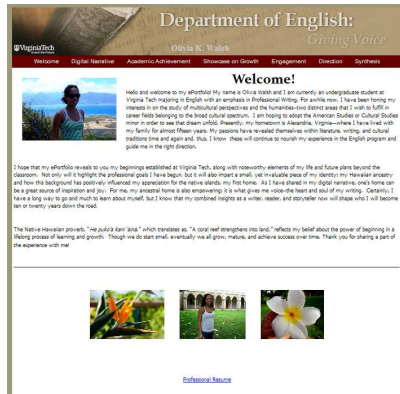 Department of English:
Giving Voice
VirginiaTech
Olivia K. Walsh
Welcome Digital Narrative Academic Achievement Showcase on Growth Engagement Direction Synthesis
Welcome!
Hello and welcome to my ePortfolio! My name is Olivia Walsh and I am currently an undergraduate student at
Virginia Tech majoring in English with an emphasis in Professional Writing. For awhile now, I have been honing my
interests in on the study of multicultural perspectives and the humanities—two distinct areas that I wish to fulfill in
career fields belonging to the broad cultural spectrum. I am hoping to adopt the American Studies or Cultural Studies
minor in order to see that dream unfold. Presently, my hometown is Alexandria, Virginia—where I have lived with
my family for almost fifteen years. My passions have revealed themselves within literature, writing, and cultural
traditions time and again and, thus, I know these will continue to nourish my experience in the English program and
guide me in the right direction.
I hope that my ePortfolio reveals to you my beginnings established at Virginia Tech, along with noteworthy elements of my life and future plans beyond the
classroom. Not only will it highlight the professional goals I have begun, but it will also impart a small, yet invaluable piece of my identity: my Hawaiian ancestry
and how this background has positively influenced my appreciation for the native islands, my first home. As I have shared in my digital narrative, one's home can
be a great source of inspiration and joy. For me, my ancestral home is also empowering: it is what gives me voice–the heart and soul of my writing. Certainly, I
have a long way to go and much to learn about myself, but I know that my combined insights as a writer, reader, and storyteller now will shape who I will become
ten or twenty years down the road.
The Native Hawaiian proverb, "He puko'a kani 'aina," which translates as, "A coral reef strengthens into land," reflects my belief about the power of beginning in a
lifelong process of learning and growth. Though we do start small, eventually we all grow, mature, and achieve success over time. Thank you for sharing a part of
the experience with me!
Professional Resume